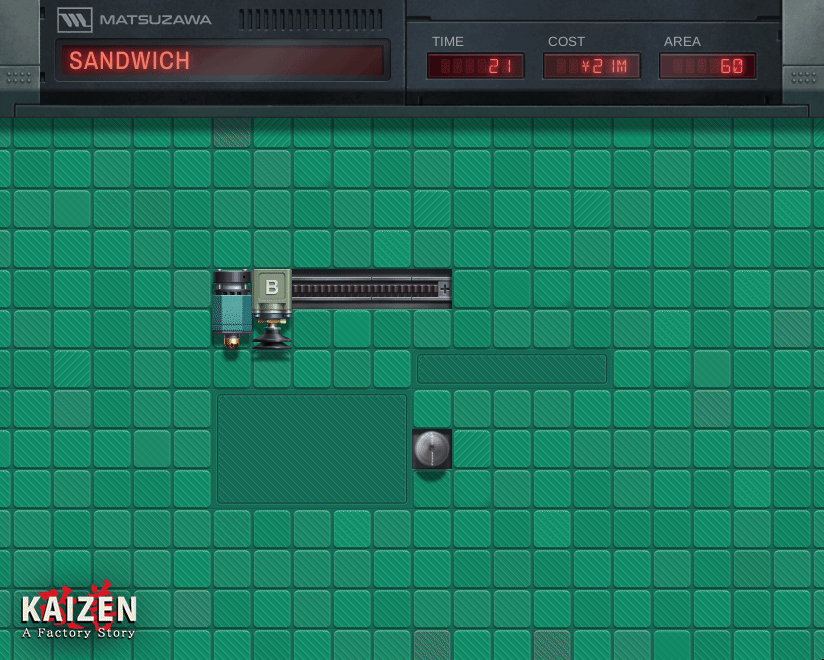 MATSUZAWA
SANDWICH
TIME
COST
AREA
21
¥21M
60
B
KAIZEN
A Factory Story